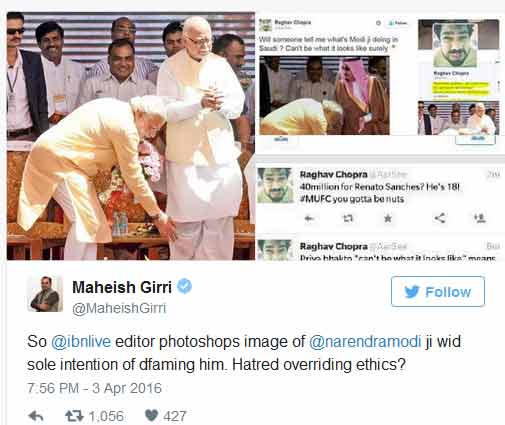 Raghav Chopra
Follow
Will someone tell me what's Modi ji doing in
Saudi ? Can't be what it looks like surely
Raghav Chopra
Raghav Chopra @AarSee
40million for Renato Sanches? He's 18!
#MUFC you gotta be nuts
Raghav Chopra @AarSee
Priye bhakto "can't be what it looks like" means
Maheish Girri
@MaheishGirri
Follow
So @ibnlive editor photoshops image of @narendramodi ji wid
sole intention of dfaming him. Hatred overriding ethics?
7:56 PM - 3 Apr 2016
1,056 427